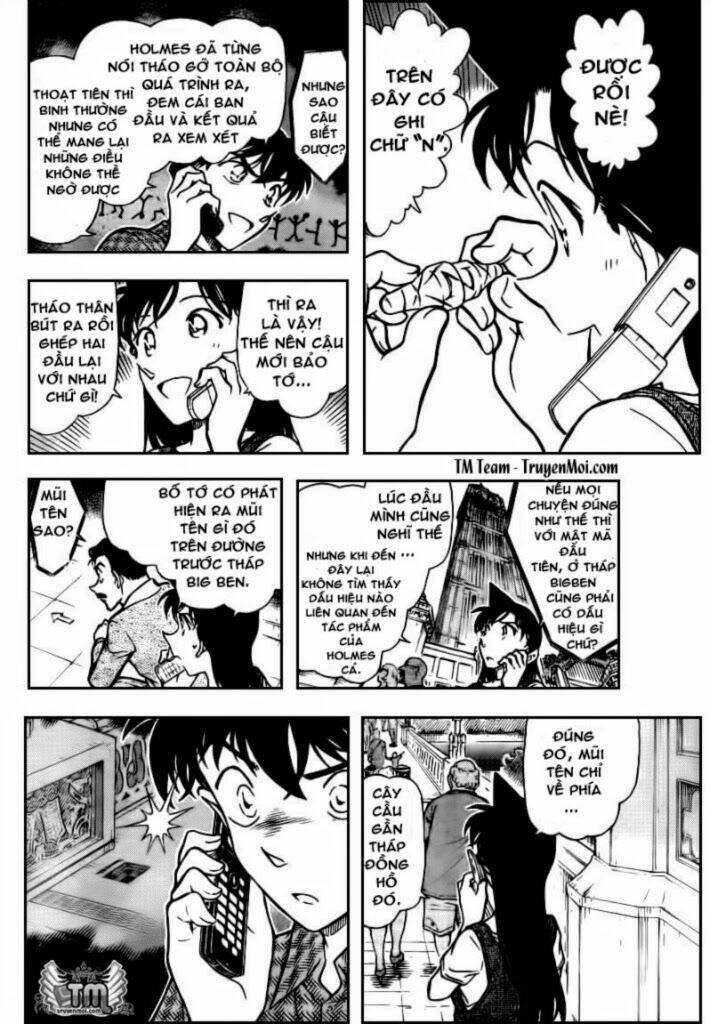 ĐƯỢC
RỒI
NÈ!
TRÊN
ĐÂY CÓ
GHI
CHỮ "N".
NHƯNG
SAO
CẬU
BIẾT
ĐƯỢC?
HOLMES ĐÃ TỪNG
NÓI THÁO GỠ TOÀN BỘ
QUÁ TRÌNH RA,
ĐEM CÁI BAN
ĐẦU VÀ KẾT QUẢ
RA XEM XÉT
THOẠT TIÊN THÌ
BÌNH THƯỜNG
NHƯNG CÓ
THỂ MANG LẠI
NHỮNG ĐIỀU
KHÔNG THỂ
NGỜ ĐƯỢC
THÌ RA
LÀ VẬY!
THẾ NÊN CẬU
MỚI BẢO
TỚ...
THÁO THÂN
BÚT RA RỒI
GHÉP HAI
ĐẦU LẠI
VỚI NHAU
CHỨ GÌ!
TM Team - TruyenMoi.com
NẾU MỌI
CHUYỆN ĐÚNG
NHƯ THẾ THÌ
VỚI MẬT MÃ
ĐẦU
TIÊN, Ở THÁP
BIGBEN
CŨNG PHẢI
CÓ DẤU
HIỆU GÌ
CHỨ?
LÚC ĐẦU
MÌNH CŨNG
NGHĨ THẾ
NHƯNG KHI ĐẾN ...
ĐÂY LẠI
KHÔNG TÌM THẤY
DẤU HIỆU NÀO
LIÊN QUAN ĐẾN
TÁC PHẨM
CỦA
HOLMES
CẢ.
BỐ TỚ CÓ PHÁT
HIỆN RA MŨI
TÊN GÌ ĐÓ
TRÊN ĐƯỜNG
TRƯỚC THÁP
BIG BEN.
MŨI
TÊN
SAO?
ĐÚNG
ĐÓ, MŨI
TÊN CHỈ
VỀ PHÍA
...
CÂY
CẦU
GẦN
THÁP
ĐỒNG
HỒ
ĐÓ.
TM
truyenmoi.com